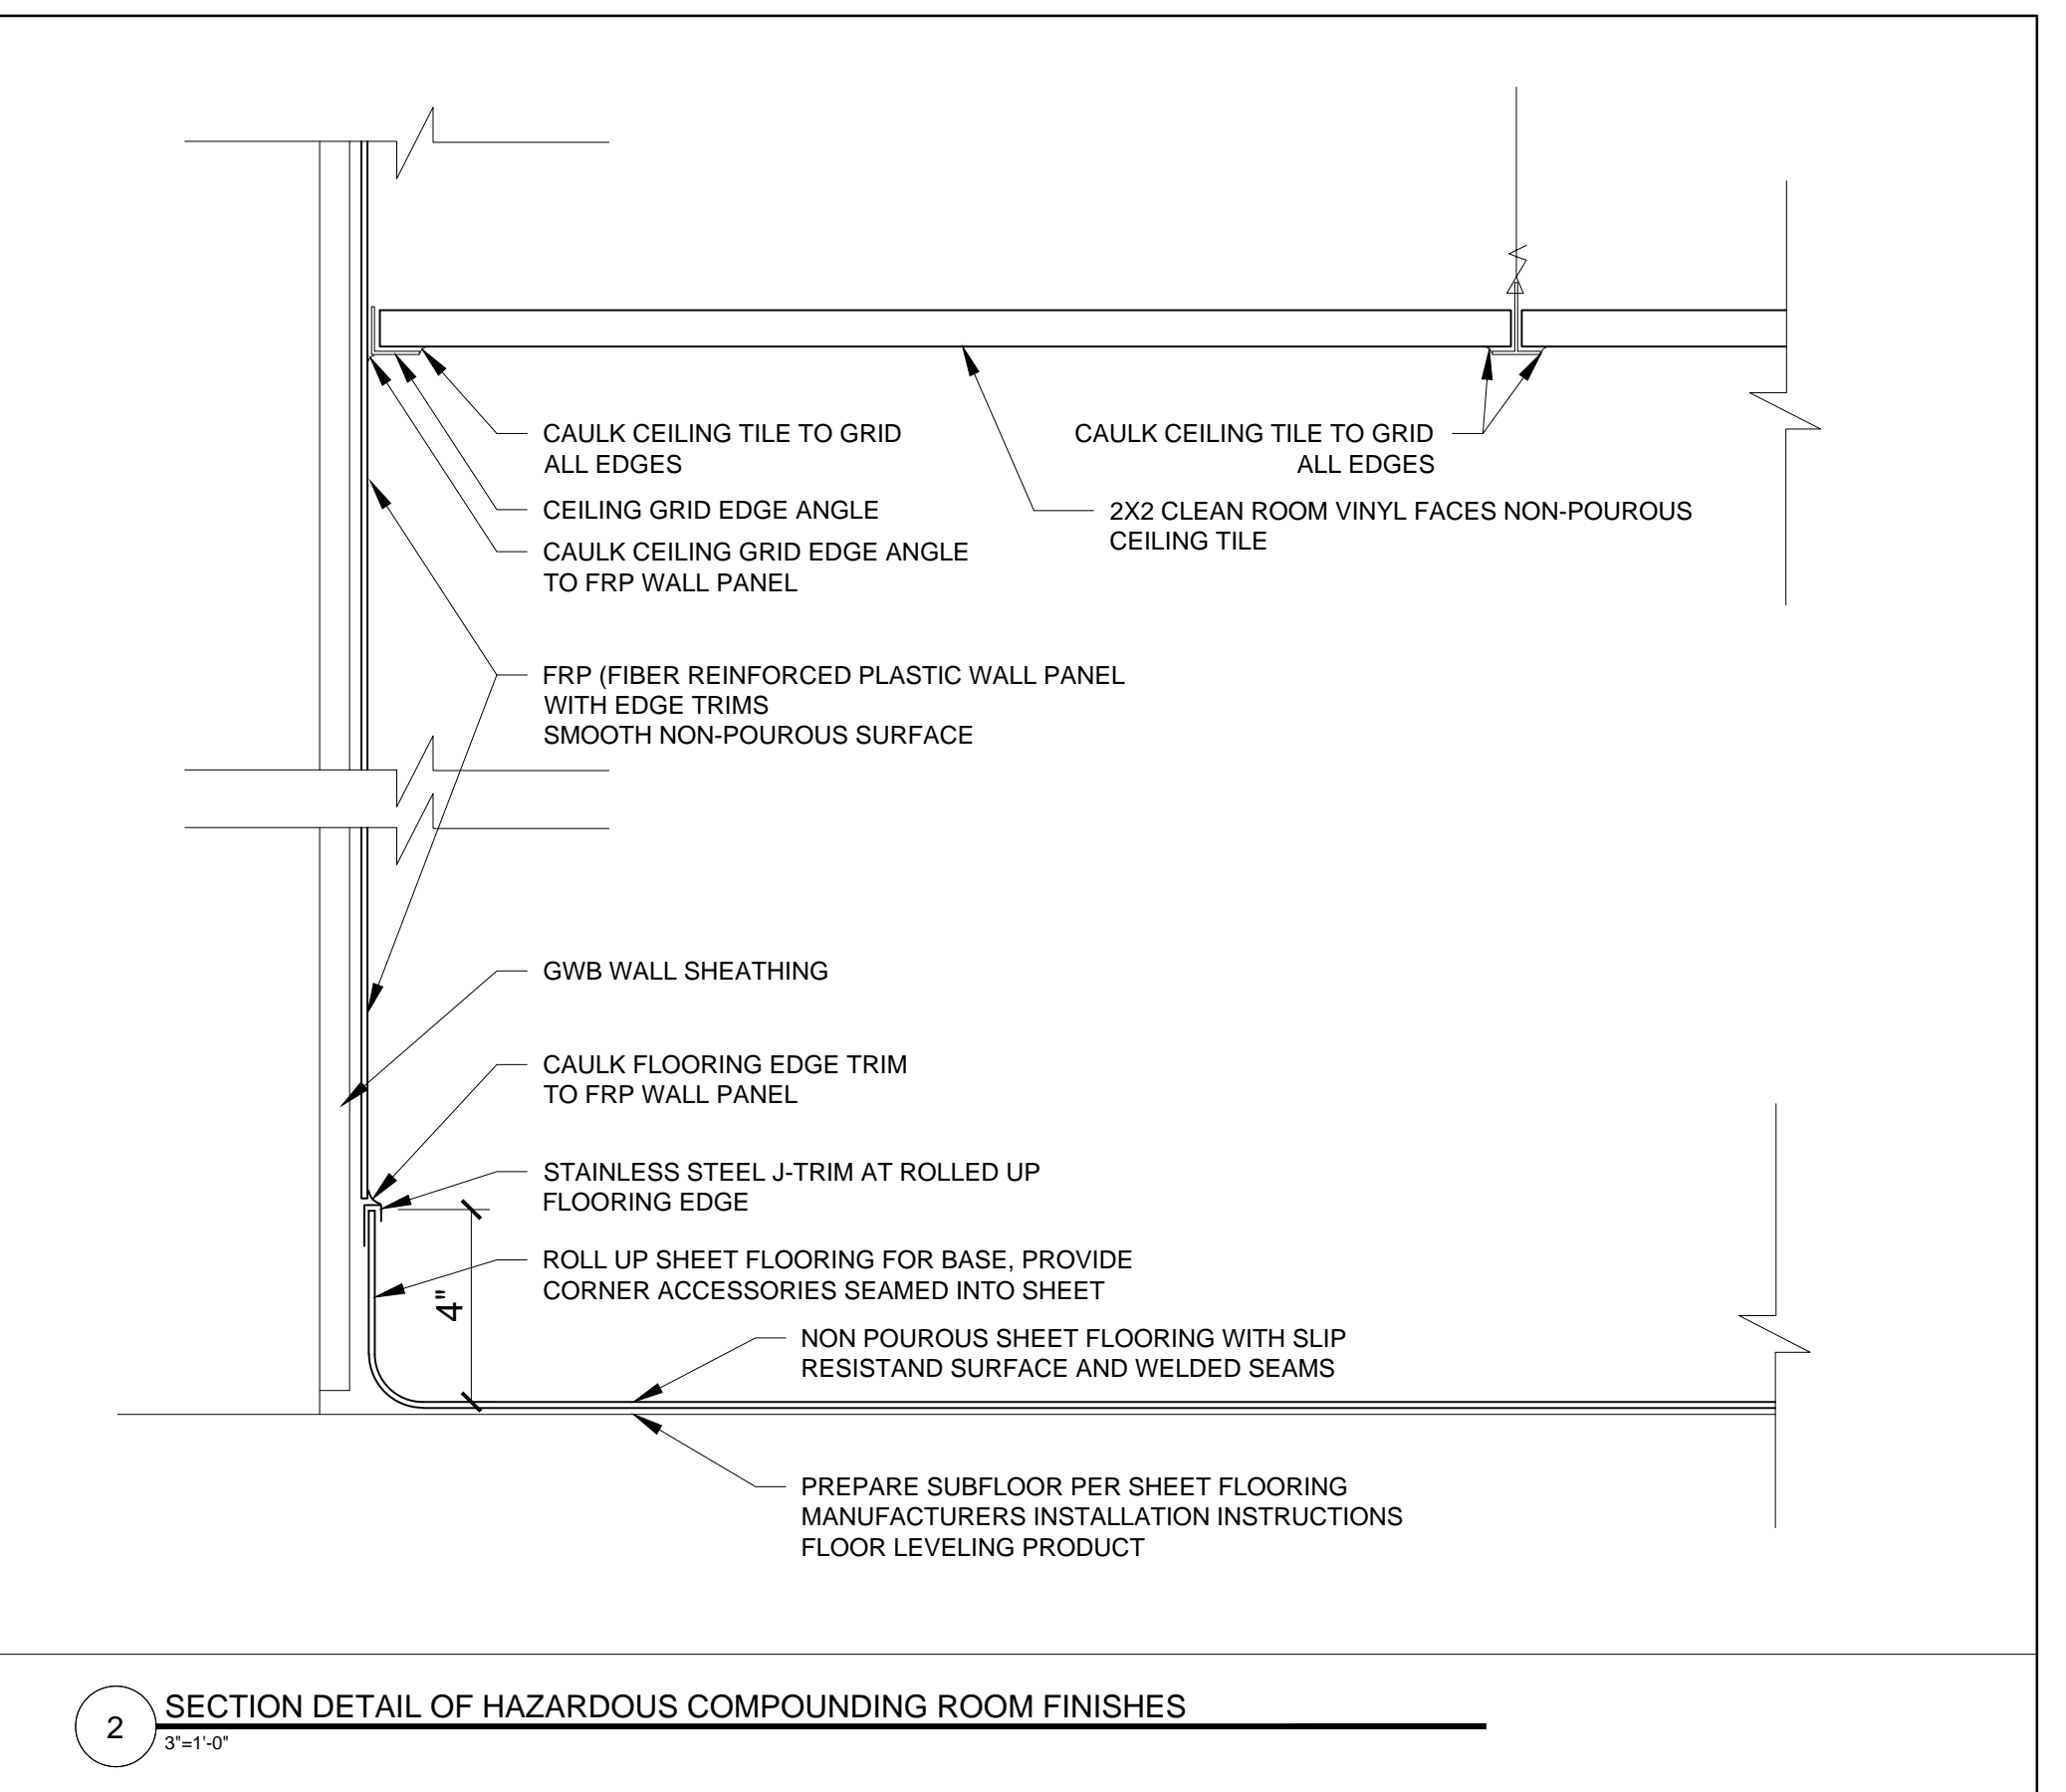 CAULK CEILING TILE TO GRID
ALL EDGES
CAULK CEILING TILE TO GRID
ALL EDGES
CEILING GRID EDGE ANGLE
2X2 CLEAN ROOM VINYL FACES NON-POUROUS
CEILING TILE
CAULK CEILING GRID EDGE ANGLE
TO FRP WALL PANEL
FRP (FIBER REINFORCED PLASTIC WALL PANEL
WITH EDGE TRIMS
SMOOTH NON-POUROUS SURFACE
GWB WALL SHEATHING
CAULK FLOORING EDGE TRIM
TO FRP WALL PANEL
STAINLESS STEEL J-TRIM AT ROLLED UP
FLOORING EDGE
ROLL UP SHEET FLOORING FOR BASE, PROVIDE
CORNER ACCESSORIES SEAMED INTO SHEET
4"
NON POUROUS SHEET FLOORING WITH SLIP
RESISTAND SURFACE AND WELDED SEAMS
PREPARE SUBFLOOR PER SHEET FLOORING
MANUFACTURERS INSTALLATION INSTRUCTIONS
FLOOR LEVELING PRODUCT
2
SECTION DETAIL OF HAZARDOUS COMPOUNDING ROOM FINISHES
3"=1'-0"